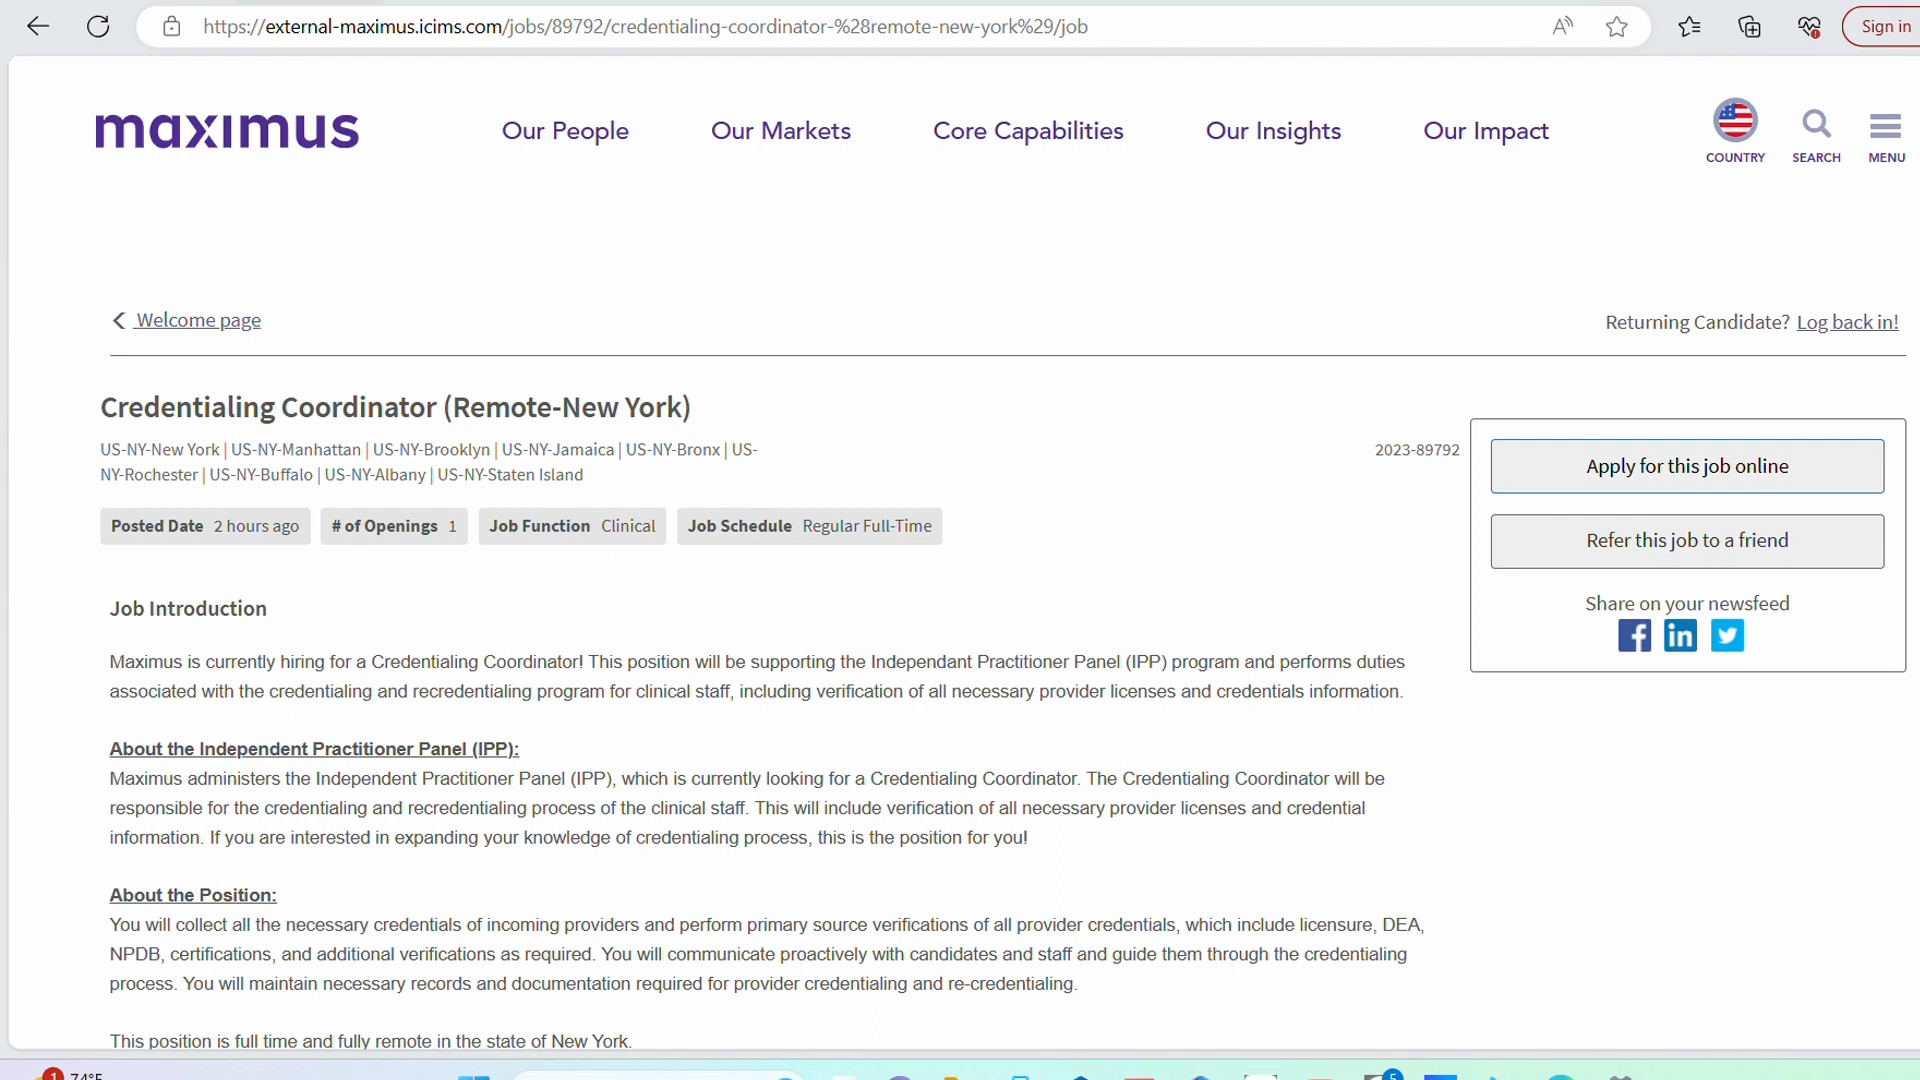 https://external-maximus.icims.com/jobs/89792/credentialing-coordinator-%28remote-new-york%29/job
Sign in
maximus
Our People
Our Markets
Core Capabilities
Our Insights
Our Impact
COUNTRY
SEARCH
MENU
Welcome page
Returning Candidate? Log back in!
Credentialing Coordinator (Remote-New York)
US-NY-New York | US-NY-Manhattan | US-NY-Brooklyn | US-NY-Jamaica | US-NY-Bronx | US-
NY-Rochester | US-NY-Buffalo | US-NY-Albany | US-NY-Staten Island
2023-89792
Posted Date 2 hours ago
# of Openings 1
Job Function Clinical
Job Schedule Regular Full-Time
Apply for this job online
Refer this job to a friend
Share on your newsfeed
Job Introduction
Maximus is currently hiring for a Credentialing Coordinator! This position will be supporting the Independant Practitioner Panel (IPP) program and performs duties
associated with the credentialing and recredentialing program for clinical staff, including verification of all necessary provider licenses and credentials information.
About the Independent Practitioner Panel (IPP):
Maximus administers the Independent Practitioner Panel (IPP), which is currently looking for a Credentialing Coordinator. The Credentialing Coordinator will be
responsible for the credentialing and recredentialing process of the clinical staff. This will include verification of all necessary provider licenses and credential
information. If you are interested in expanding your knowledge of credentialing process, this is the position for you!
About the Position:
You will collect all the necessary credentials of incoming providers and perform primary source verifications of all provider credentials, which include licensure, DEA,
NPDB, certifications, and additional verifications as required. You will communicate proactively with candidates and staff and guide them through the credentialing
process. You will maintain necessary records and documentation required for provider credentialing and re-credentialing.
This position is full time and fully remote in the state of New York.
1
74°F
5